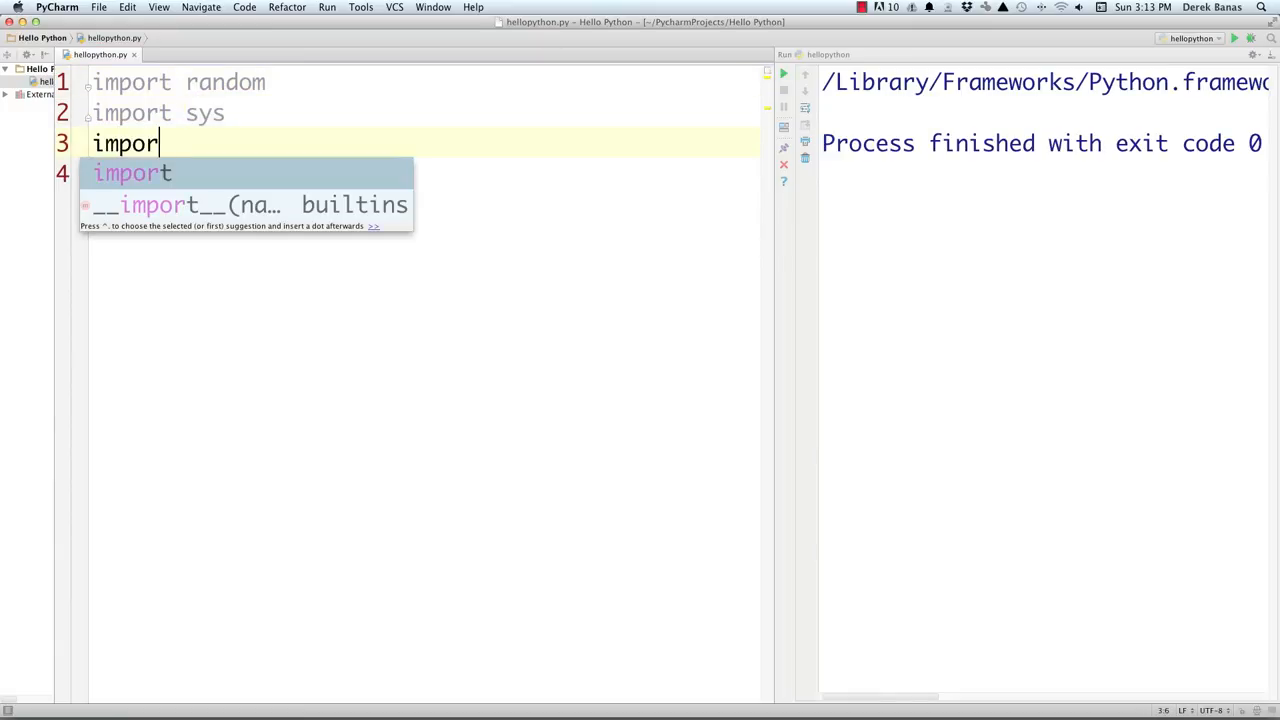 PyCharm File Edit View Navigate Code Refactor Run Tools VCS Window Help 10 Sun 3:13 PM Derek Banas
hellopython.py – Hello Python – [~/PycharmProjects/Hello Python]
Hello Python hellopython.py hellopython
hellopython.py Run hellopython
Hello P
hell
Externa
1 import random
2 import sys
3 impor
4
import
__import__(na… builtins
Press ^. to choose the selected (or first) suggestion and insert a dot afterwards >>
/Library/Frameworks/Python.framewo
Process finished with exit code 0
3:6 LF UTF-8